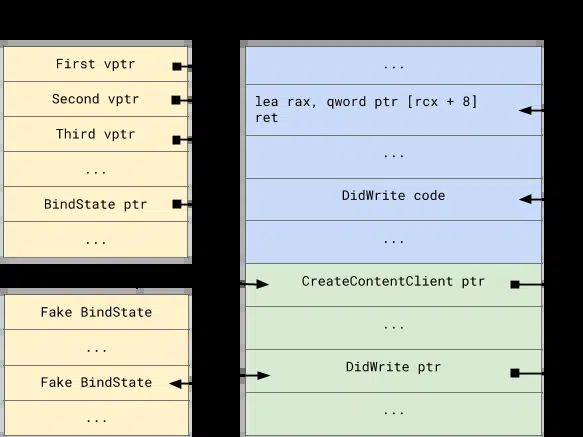 First vptr
Second vptr
Third vptr
...
BindState ptr
...
Fake BindState
...
Fake BindState
...
...
lea rax, qword ptr [rcx + 8]
ret
...
DidWrite code
...
CreateContentClient ptr
...
DidWrite ptr
...